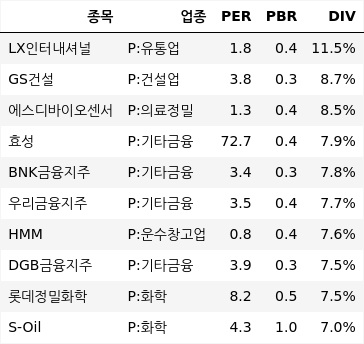 종목 업종 PER PBR DIV
LX인터내셔널 P:유통업 1.8 0.4 11.5%
GS건설 P:건설업 3.8 0.3 8.7%
에스디바이오센서 P:의료정밀 1.3 0.4 8.5%
효성 P:기타금융 72.7 0.4 7.9%
BNK금융지주 P:기타금융 3.4 0.3 7.8%
우리금융지주 P:기타금융 3.5 0.4 7.7%
HMM P:운수창고업 0.8 0.4 7.6%
DGB금융지주 P:기타금융 3.9 0.3 7.5%
롯데정밀화학 P:화학 8.2 0.5 7.5%
S-Oil P:화학 4.3 1.0 7.0%